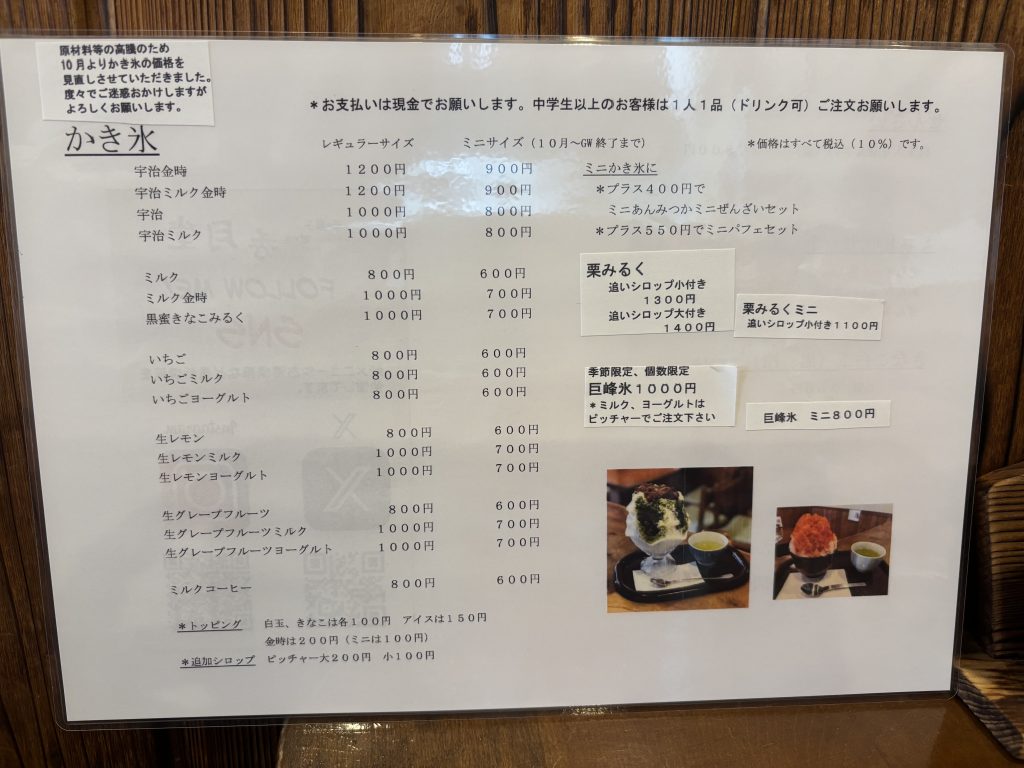 原材料等の高騰のため
10月よりかき氷の価格を
見直しさせていただきました。
度々でご迷惑おかけしますが
よろしくお願いします。
＊お支払いは現金でお願いします。中学生以上のお客様は１人１品（ドリンク可）ご注文お願いします。
かき氷 レギュラーサイズ ミニサイズ（１０月～GW終了まで） ＊価格はすべて税込（10％）です。
宇治金時 １２００円 ９００円
宇治ミルク金時 １２００円 ９００円
宇治 １０００円 ８００円
宇治ミルク １０００円 ８００円
ミルク ８００円 ６００円
ミルク金時 １０００円 ７００円
黒蜜きなこみるく １０００円 ７００円
いちご ８００円 ６００円
いちごミルク ８００円 ６００円
いちごヨーグルト ８００円 ６００円
生レモン ８００円 ６００円
生レモンミルク １０００円 ７００円
生レモンヨーグルト １０００円 ７００円
生グレープフルーツ ８００円 ６００円
生グレープフルーツミルク １０００円 ７００円
生グレープフルーツヨーグルト １０００円 ７００円
ミルクコーヒー ８００円 ６００円
＊トッピング 白玉、きなこは各１００円 アイスは１５０円
金時は２００円（ミニは１００円）
＊追加シロップ ピッチャー大２００円 小１００円
ミニかき氷に
＊プラス４００円で
ミニあんみつかミニぜんざいセット
＊プラス５５０円でミニパフェセット
栗みるく
追いシロップ小付き
１３００円
追いシロップ大付き
１４００円
栗みるくミニ
追いシロップ小付き１１００円
季節限定、個数限定
巨峰氷１０００円
＊ミルク、ヨーグルトは
ピッチャーでご注文下さい
巨峰氷 ミニ８００円
FOLLOW ME
SNS
Instagram
X